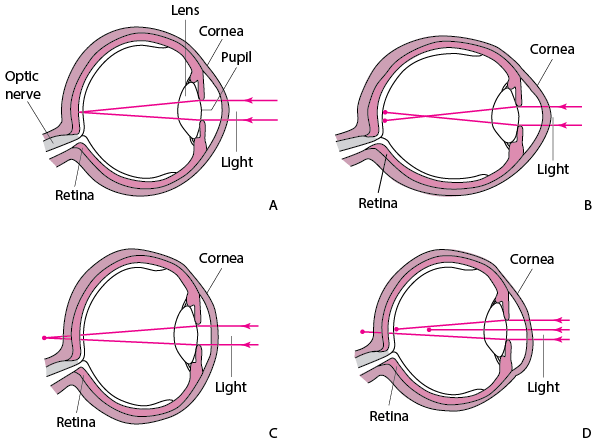 Lens
Cornea
Pupil
Optic
nerve
Light
Retina
A
Cornea
Light
Retina
B
Cornea
Light
Retina
C
Cornea
Light
Retina
D